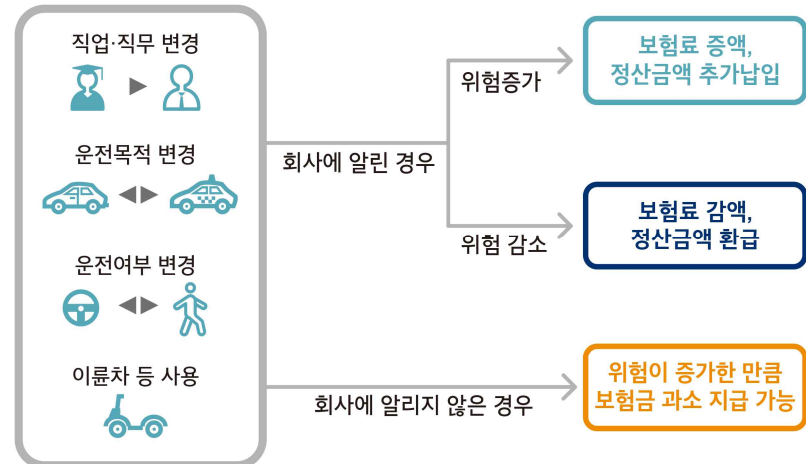 직업·직무 변경
운전목적 변경
운전여부 변경
이륜차 등 사용
회사에 알린 경우
위험증가
보험료 증액,
정산금액 추가납입
위험 감소
보험료 감액,
정산금액 환급
회사에 알리지 않은 경우
위험이 증가한 만큼
보험금 과소 지급 가능